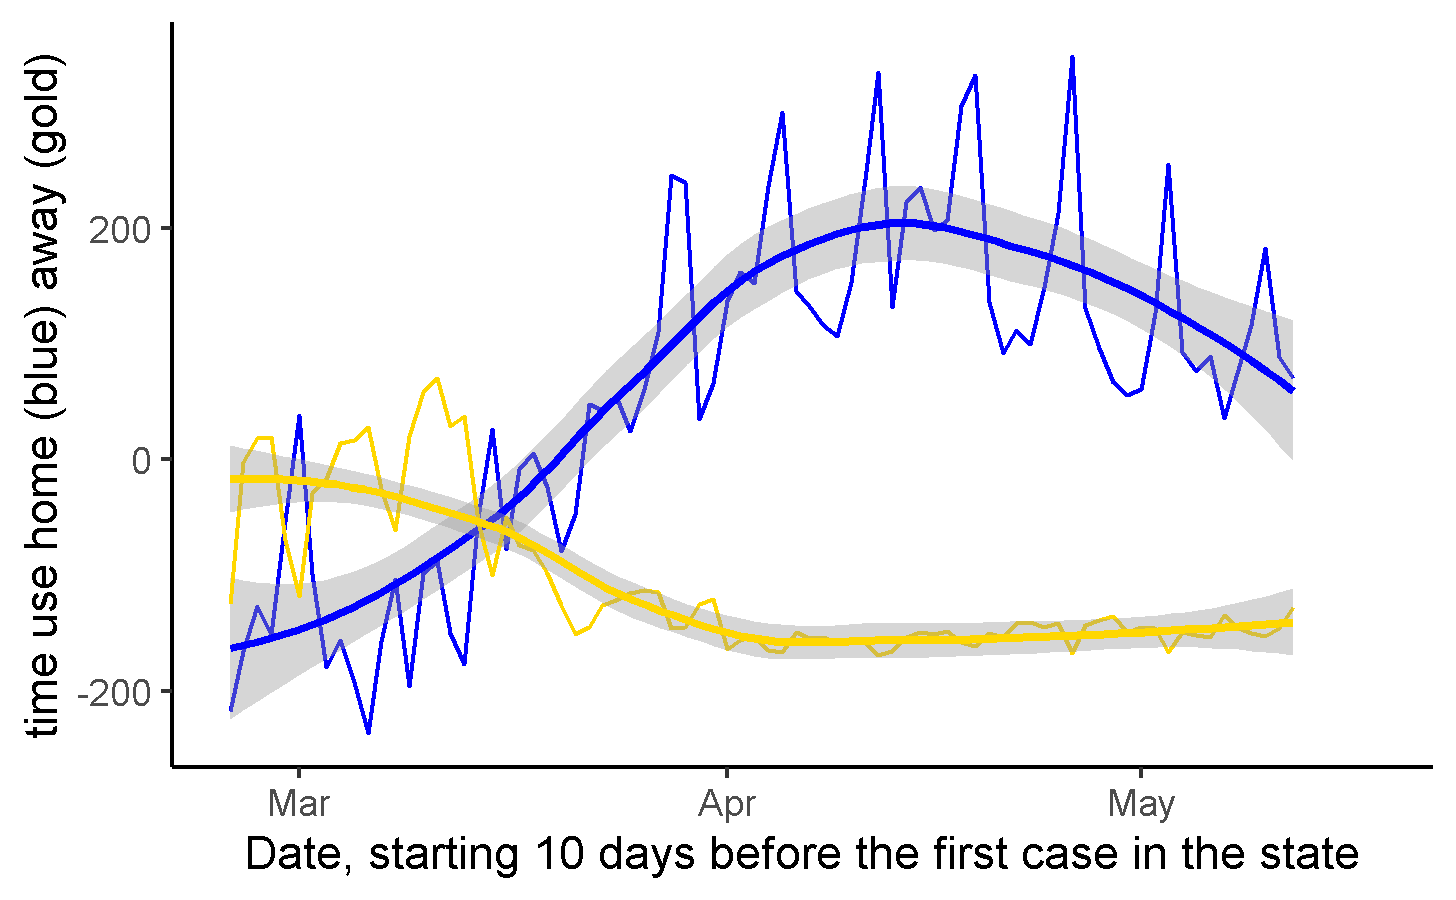 time use home (blue) away (gold)
200
0
-200
Mar
Apr
May
Date, starting 10 days before the first case in the state